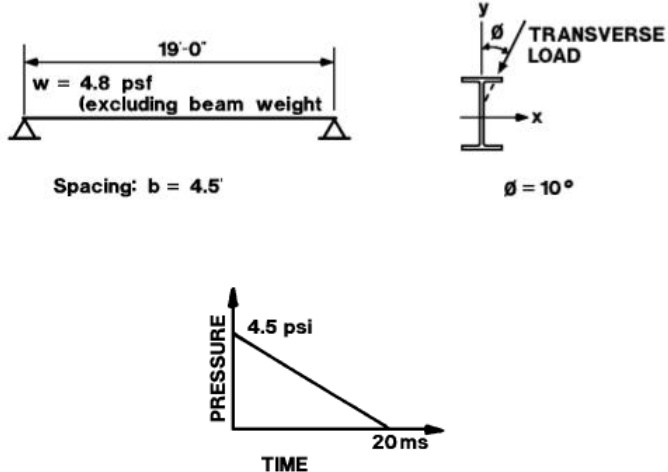 19'-0"
w = 4.8 psf
(excluding beam weight
Spacing: b = 4.5'
y
Ø
TRANSVERSE
LOAD
x
Ø = 10°
PRESSURE
4.5 psi
20 ms
TIME